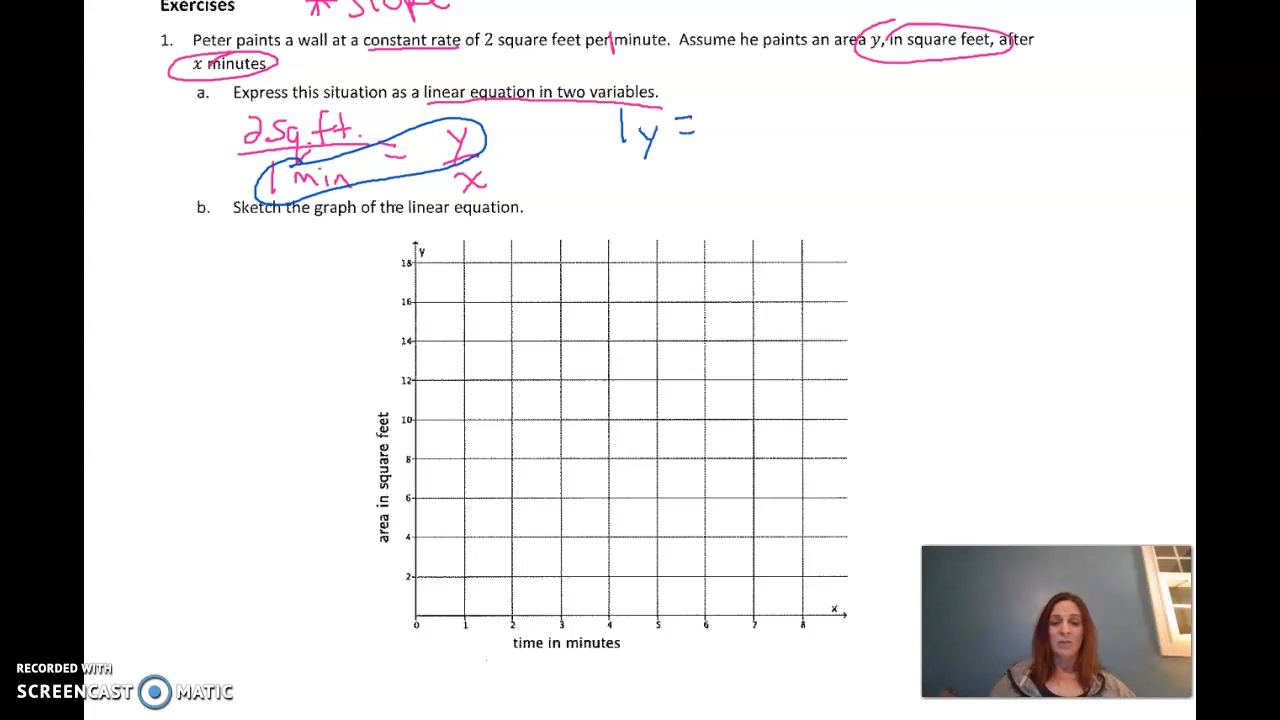 Exercises
* slope
1. Peter paints a wall at a constant rate of 2 square feet per minute. Assume he paints an area y, in square feet, after
x minutes
a. Express this situation as a linear equation in two variables.
2 sq. ft. / 1 min = y / x
1y =
b. Sketch the graph of the linear equation.
y
18
16
14
12
10
8
6
4
2
area in square feet
x
0 1 2 3 4 5 6 7 8
time in minutes
RECORDED WITH
SCREENCAST MATIC